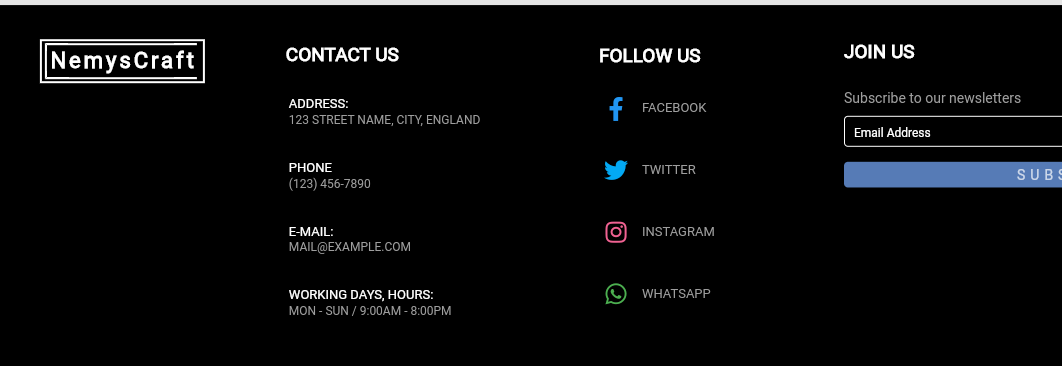 NemysCraft
CONTACT US
ADDRESS:
123 STREET NAME, CITY, ENGLAND
PHONE
(123) 456-7890
E-MAIL:
MAIL@EXAMPLE.COM
WORKING DAYS, HOURS:
MON - SUN / 9:00AM - 8:00PM
FOLLOW US
FACEBOOK
TWITTER
INSTAGRAM
WHATSAPP
JOIN US
Subscribe to our newsletters
Email Address